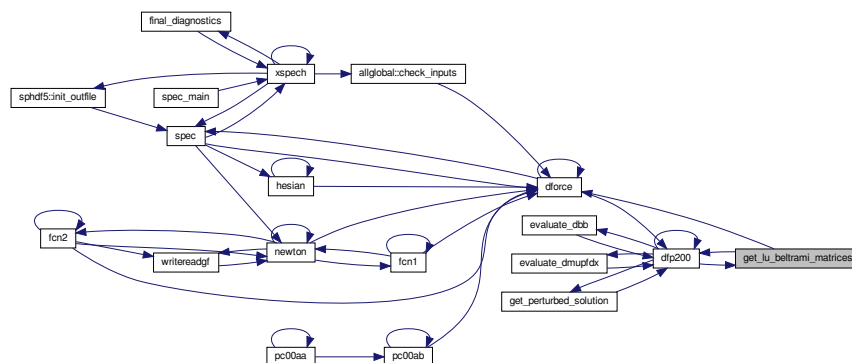 final_diagnostics
xspech
allglobal::check_inputs
sphdf5::init_outfile
spec_main
spec
hesian
dforce
evaluate_dbb
fcn2
newton
writereadgf
fcn1
evaluate_dmupfdx
dfp200
get_lu_beltrami_matrices
get_perturbed_solution
pc00aa
pc00ab